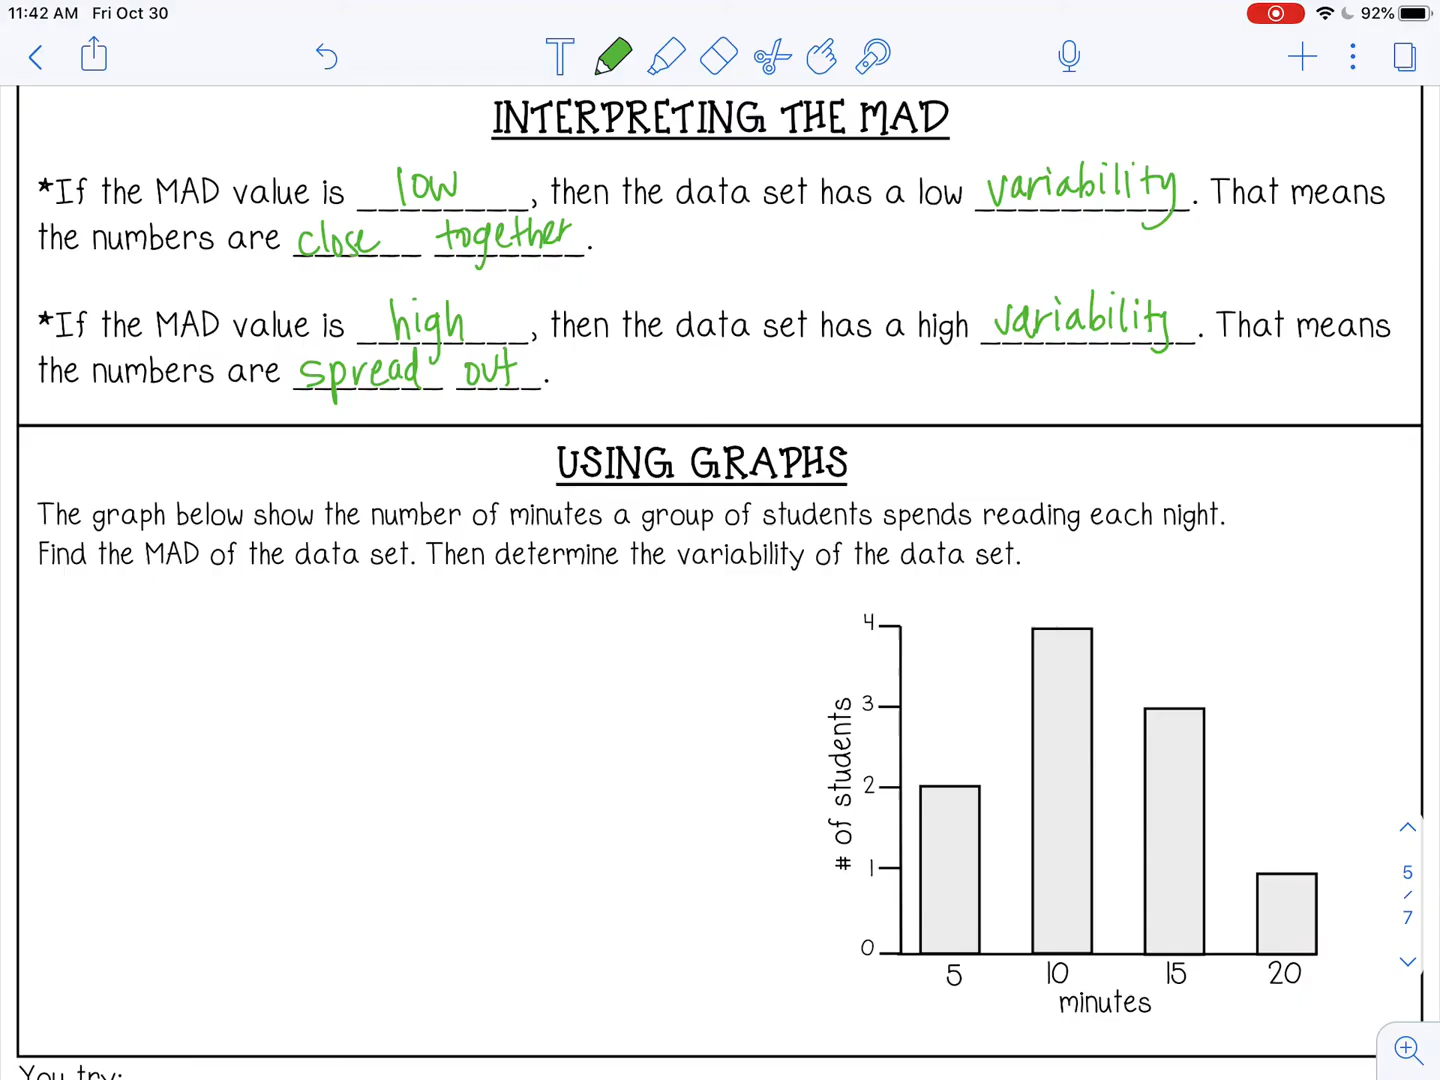 11:42 AM Fri Oct 30 92%
INTERPRETING THE MAD
*If the MAD value is low, then the data set has a low variability. That means
the numbers are close together.
*If the MAD value is high, then the data set has a high variability. That means
the numbers are spread out.
USING GRAPHS
The graph below show the number of minutes a group of students spends reading each night.
Find the MAD of the data set. Then determine the variability of the data set.
4
3
2
1
0
# of students
5 10 15 20
minutes
5
/
7
You try: